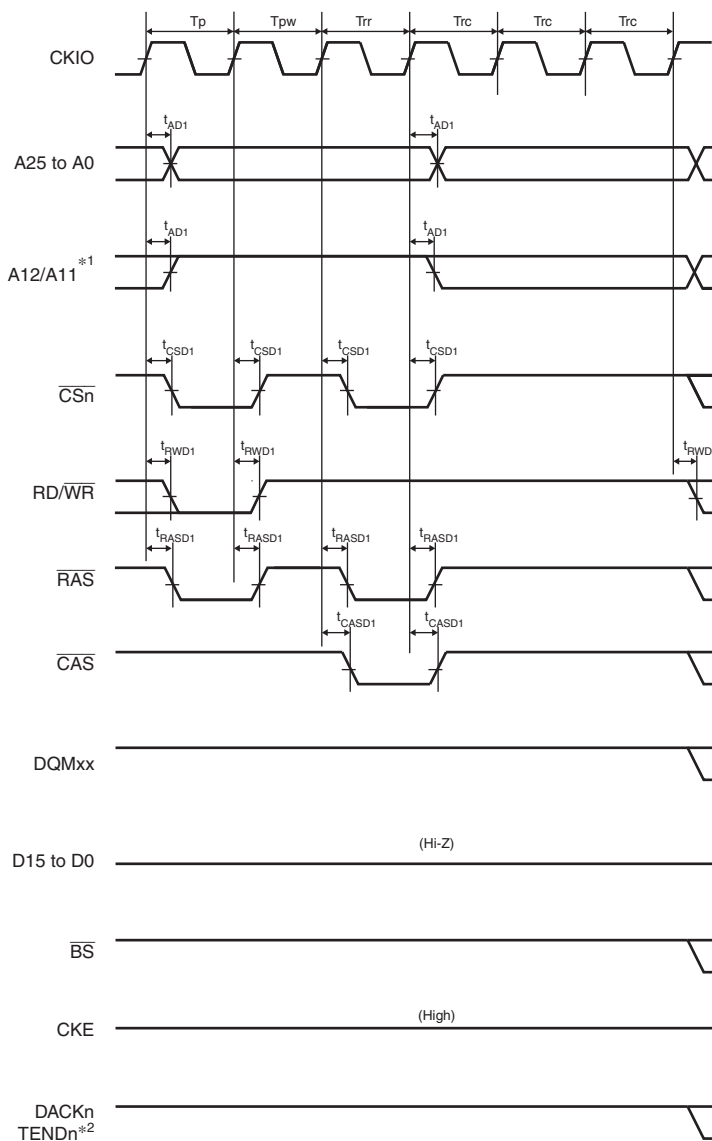 Tp Tpw Trr Trc Trc Trc
CKIO
tAD1 tAD1
A25 to A0
tAD1 tAD1
A12/A11*1
tCSD1 tCSD1 tCSD1 tCSD1
CSn
tRWD1 tRWD1 tRWD
RD/WR
tRASD1 tRASD1 tRASD1 tRASD1
RAS
tCASD1 tCASD1
CAS
DQMxx
(Hi-Z)
D15 to D0
BS
(High)
CKE
DACKn
TENDn*2